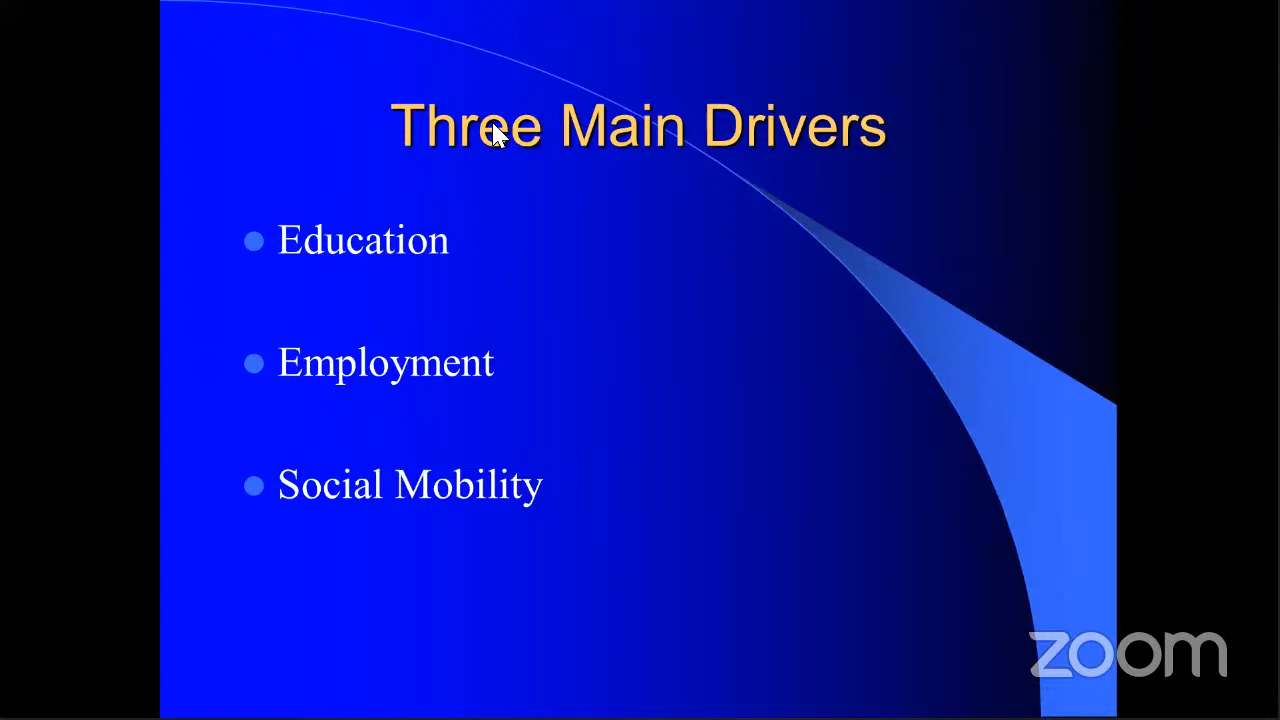 Three Main Drivers
Education
Employment
Social Mobility
zoom